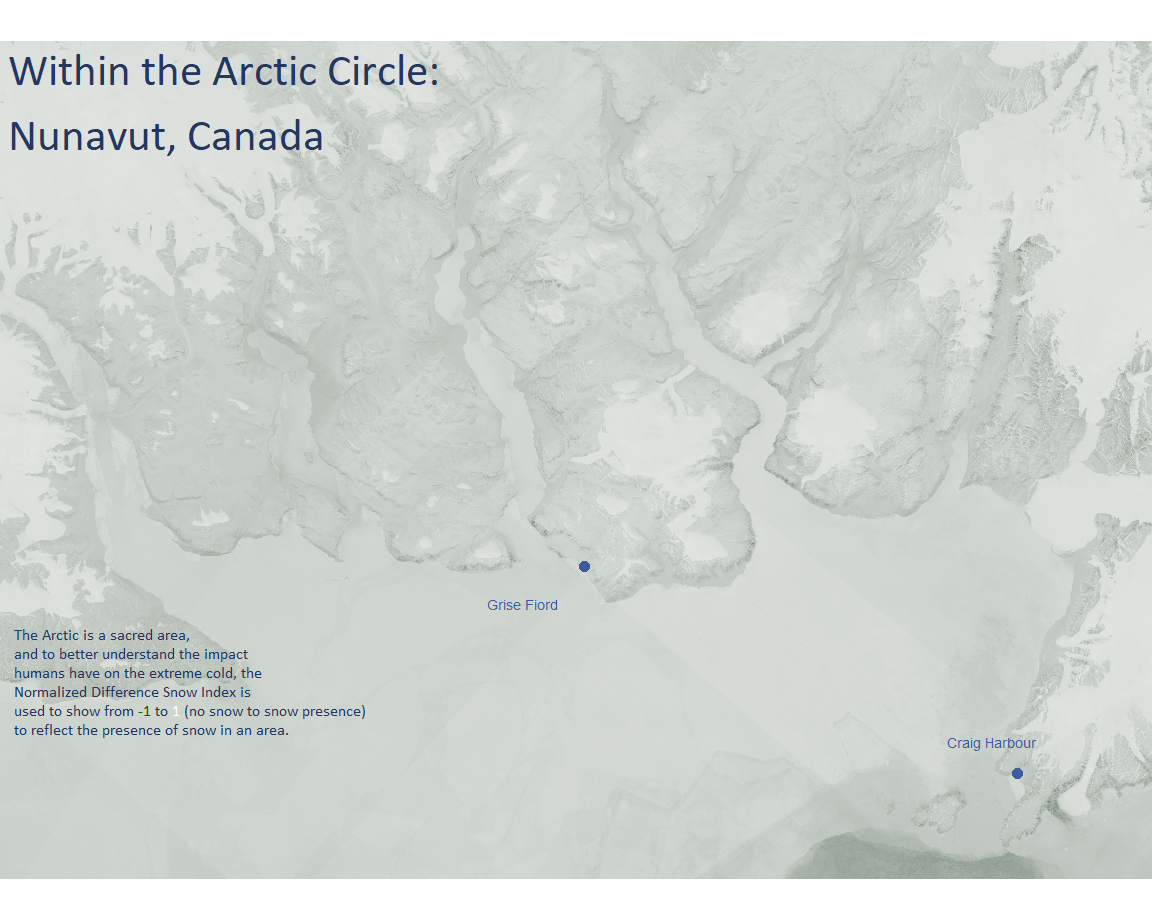 Within the Arctic Circle:
Nunavut, Canada
Grise Fiord
The Arctic is a sacred area,
and to better understand the impact
humans have on the extreme cold, the
Normalized Difference Snow Index is
used to show from -1 to 1 (no snow to snow presence)
to reflect the presence of snow in an area.
Craig Harbour